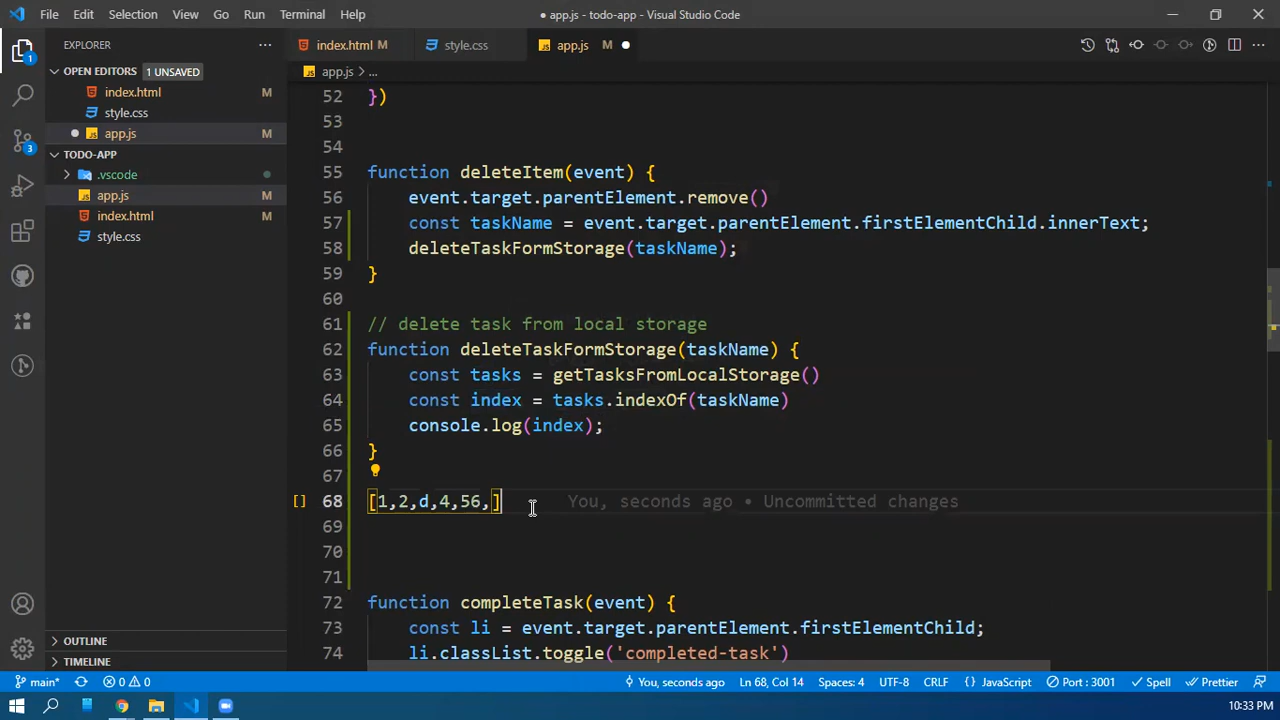 File Edit Selection View Go Run Terminal Help
● app.js - todo-app - Visual Studio Code
EXPLORER
index.html M
style.css
app.js M
OPEN EDITORS 1 UNSAVED
app.js > ...
index.html M
style.css
app.js M
TODO-APP
.vscode
app.js M
index.html
style.css
52 })
53
54
55 function deleteItem(event) {
56 event.target.parentElement.remove()
57 const taskName = event.target.parentElement.firstElementChild.innerText;
58 deleteTaskFormStorage(taskName);
59 }
60
61 // delete task from local storage
62 function deleteTaskFormStorage(taskName) {
63 const tasks = getTasksFromLocalStorage()
64 const index = tasks.indexOf(taskName)
65 console.log(index);
66 }
67
68 [1,2,d,4,56,] You, seconds ago • Uncommitted changes
69
70
71
72 function completeTask(event) {
73 const li = event.target.parentElement.firstElementChild;
74 li.classList.toggle('completed-task')
1
3
OUTLINE
TIMELINE
main* 0 0 You, seconds ago Ln 68, Col 14 Spaces: 4 UTF-8 CRLF {} JavaScript Port : 3001 Spell Prettier
10:33 PM